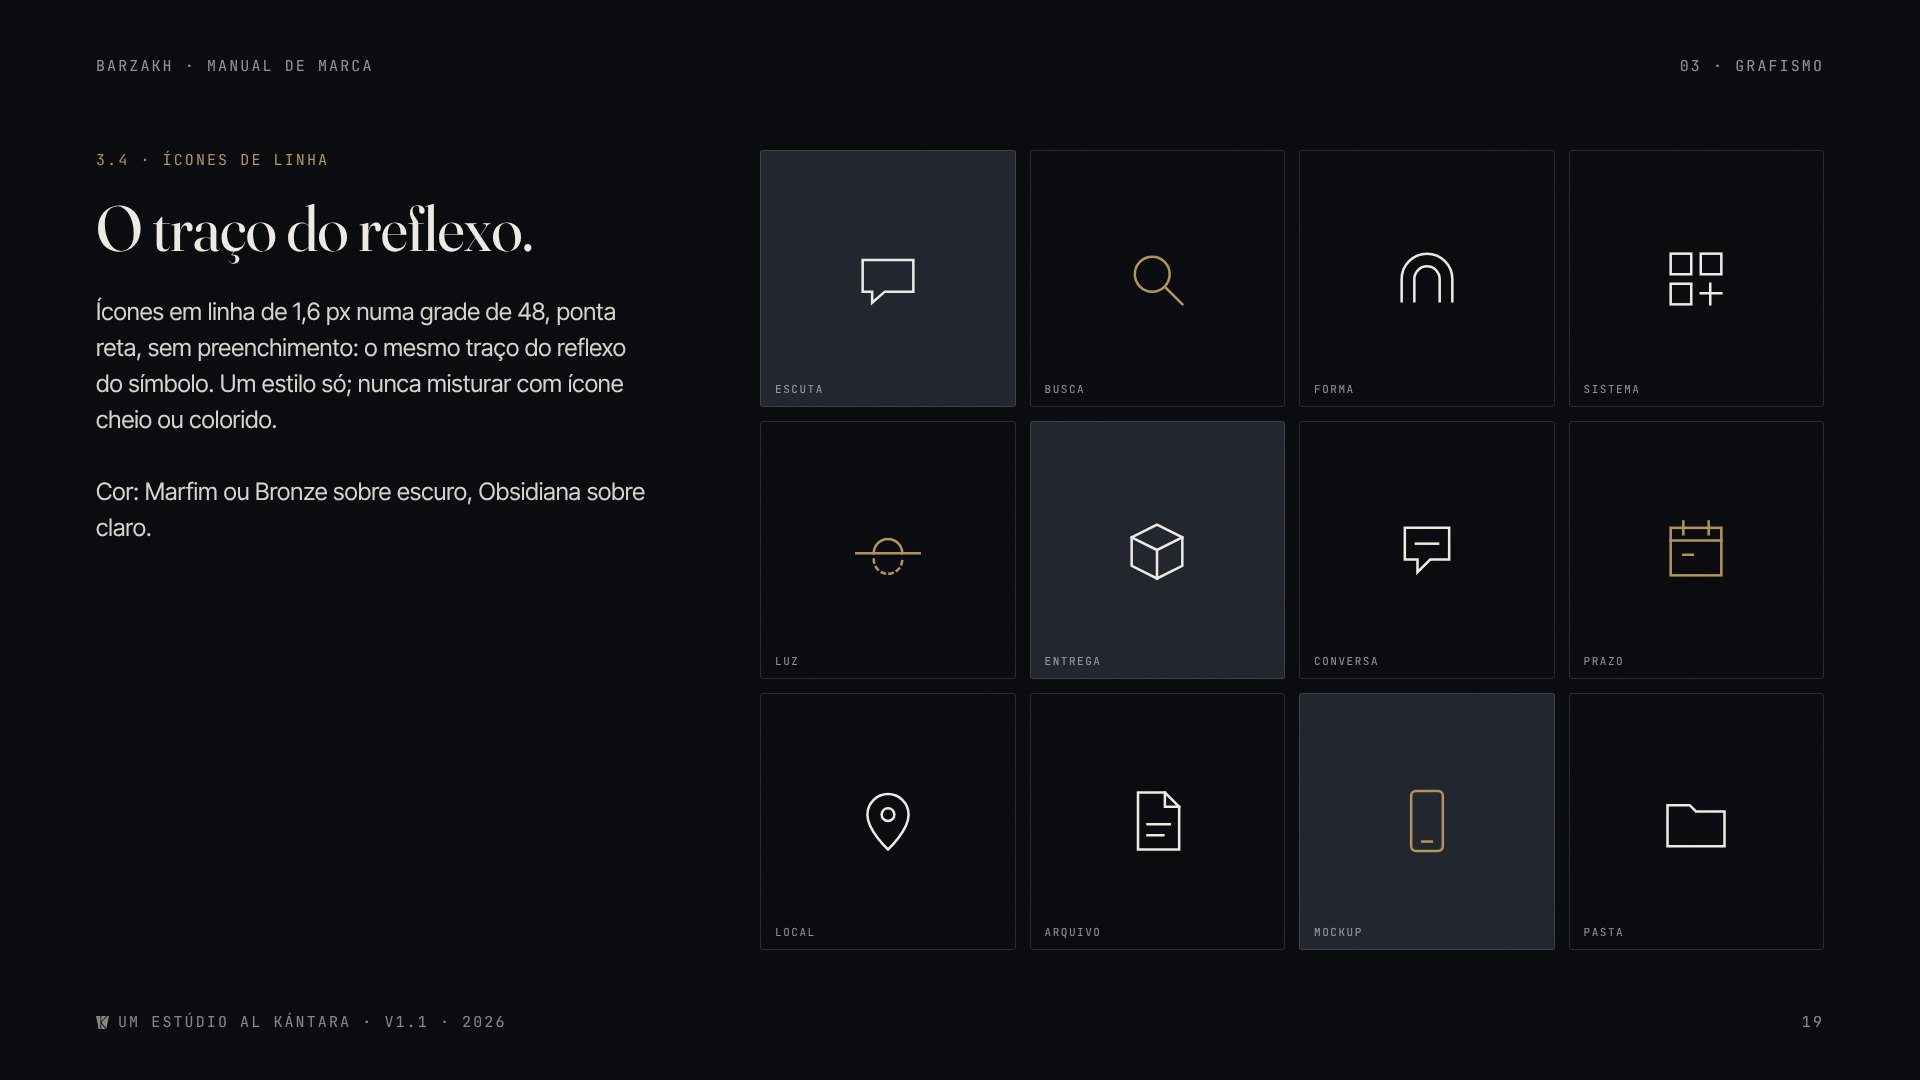 BARZAKH · MANUAL DE MARCA
03 · GRAFISMO
3.4 · ÍCONES DE LINHA
O traço do reflexo.
Ícones em linha de 1,6 px numa grade de 48, ponta
reta, sem preenchimento: o mesmo traço do reflexo
do símbolo. Um estilo só; nunca misturar com ícone
cheio ou colorido.
Cor: Marfim ou Bronze sobre escuro, Obsidiana sobre
claro.
ESCUTA
BUSCA
FORMA
SISTEMA
LUZ
ENTREGA
CONVERSA
PRAZO
LOCAL
ARQUIVO
MOCKUP
PASTA
UM ESTÚDIO AL KÁNTARA · V1.1 · 2026
19